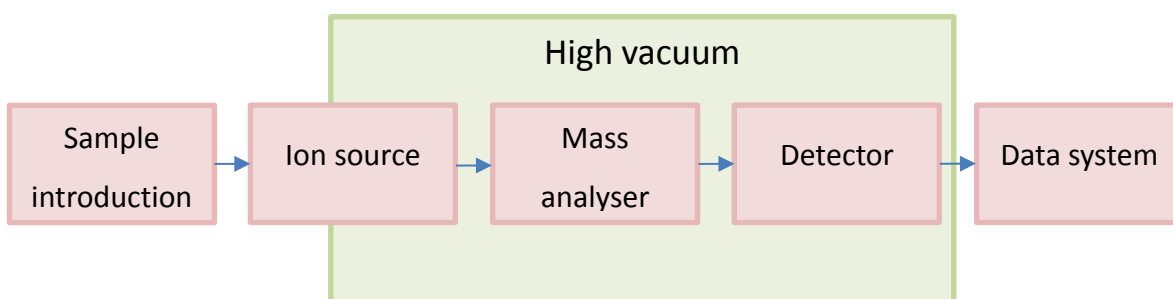 High vacuum
Sample
introduction
Ion source
Mass
analyser
Detector
Data system